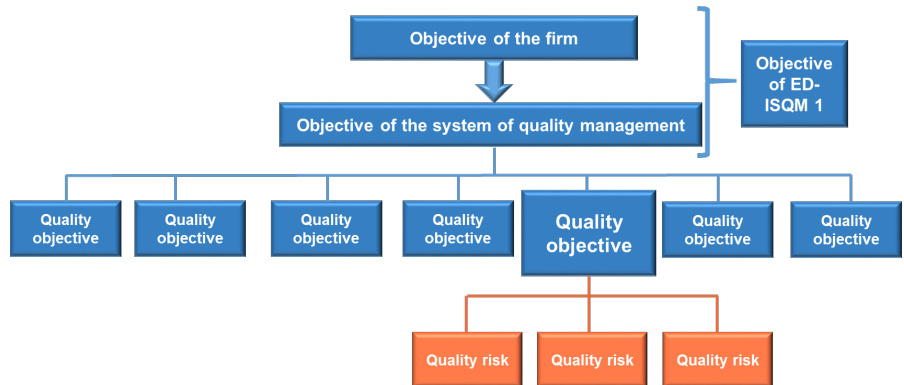 Objective of the firm
Objective
of ED-
ISQM 1
Objective of the system of quality management
Quality
objective
Quality
objective
Quality
objective
Quality
objective
Quality
objective
Quality
objective
Quality
objective
Quality risk
Quality risk
Quality risk